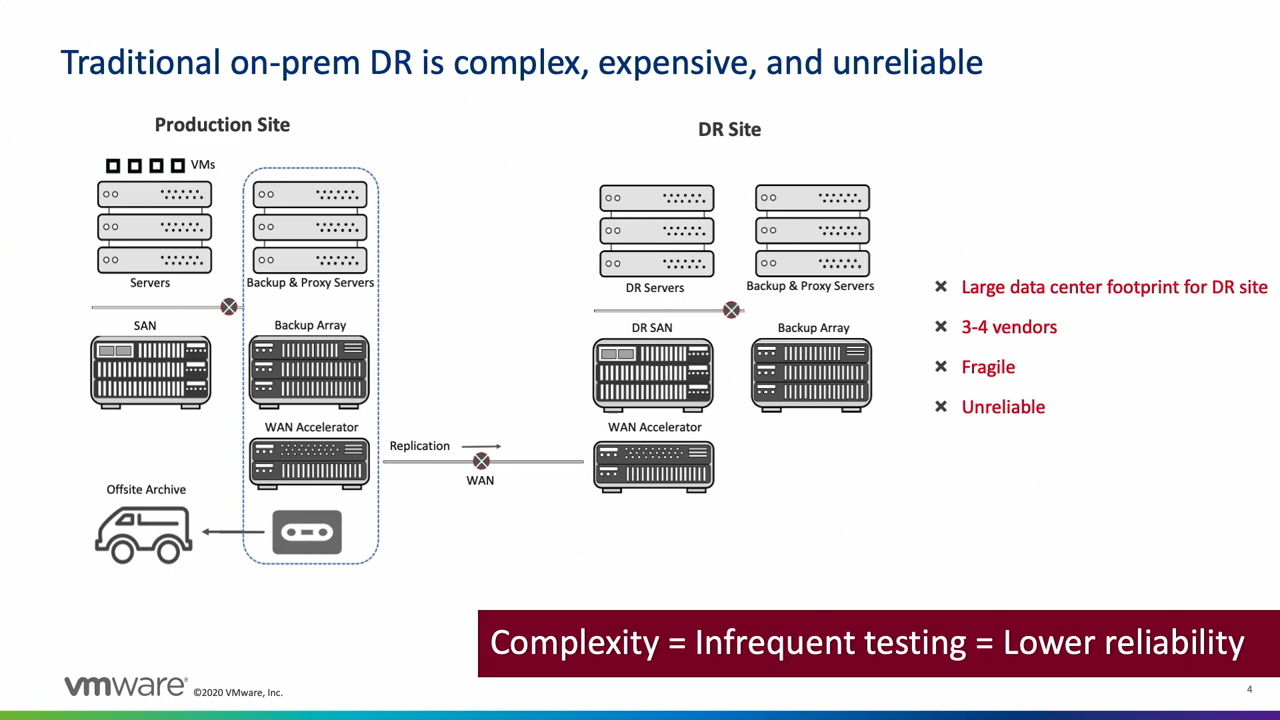 Traditional on-prem DR is complex, expensive, and unreliable
Production Site
VMs
Servers
Backup & Proxy Servers
SAN
Backup Array
WAN Accelerator
Offsite Archive
Replication
WAN
DR Site
DR Servers
Backup & Proxy Servers
DR SAN
Backup Array
WAN Accelerator
Large data center footprint for DR site
3-4 vendors
Fragile
Unreliable
Complexity = Infrequent testing = Lower reliability
vmware®
©2020 VMware, Inc.
4